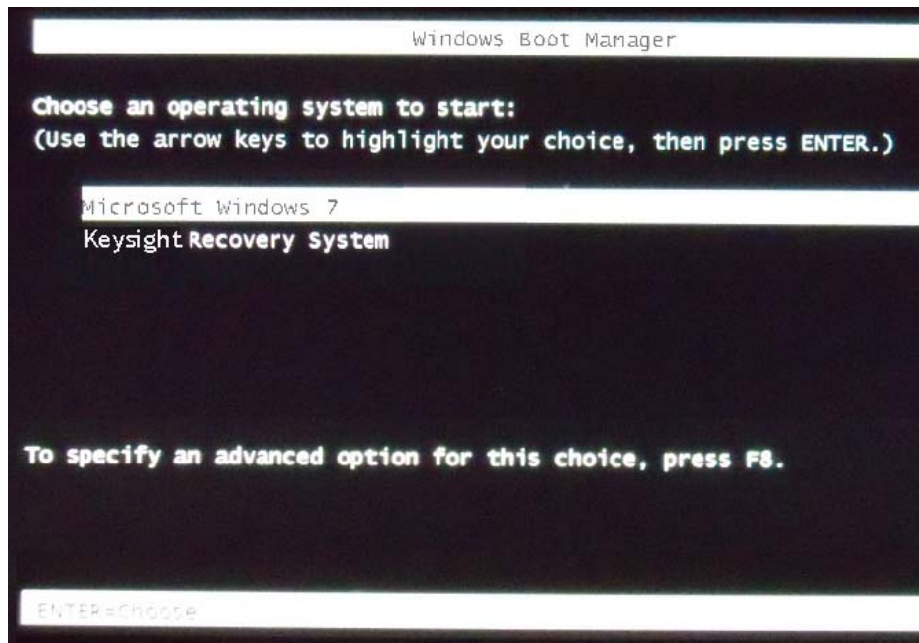 Windows Boot Manager
Choose an operating system to start:
(Use the arrow keys to highlight your choice, then press ENTER.)
Microsoft Windows 7
Keysight Recovery System
To specify an advanced option for this choice, press F8.
ENTER=Choose